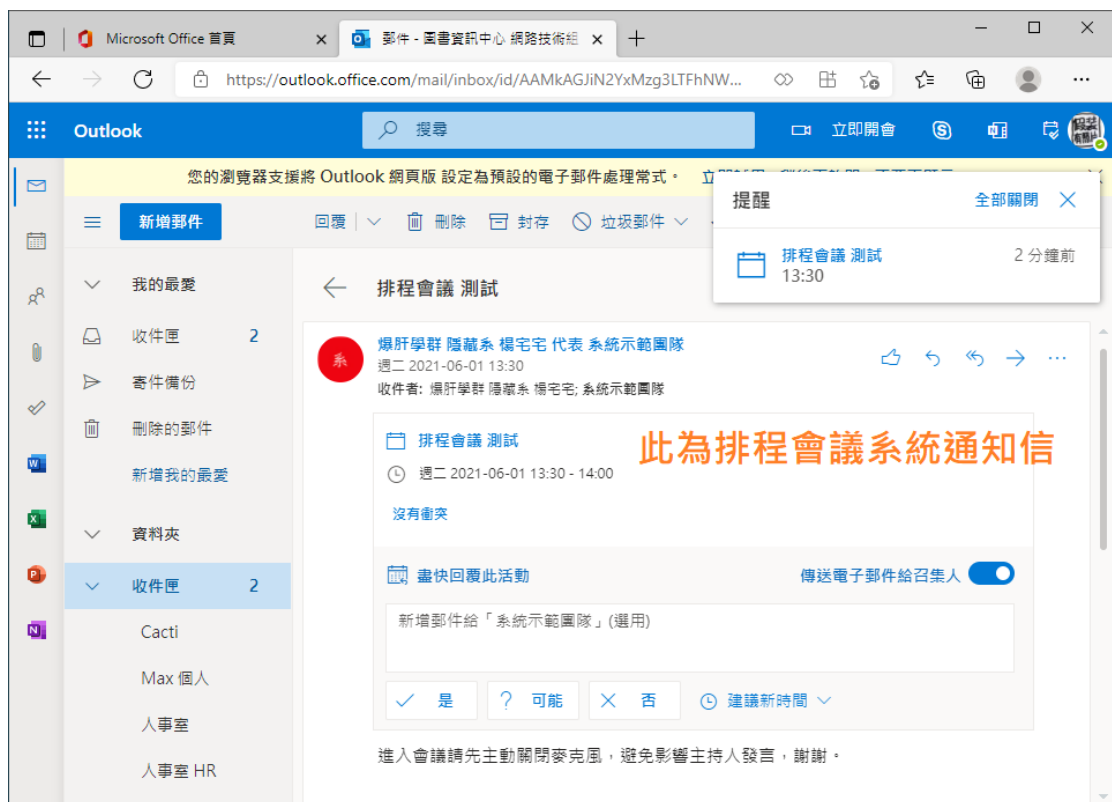 Microsoft Office 首頁
郵件 - 圖書資訊中心 網路技術組
https://outlook.office.com/mail/inbox/id/AAMkAGJiN2YxMzg3LTFhNW...
Outlook
搜尋
立即開會
您的瀏覽器支援將 Outlook 網頁版 設定為預設的電子郵件處理常式。
提醒
全部關閉
排程會議 測試
2 分鐘前
13:30
新增郵件
回覆
刪除
封存
垃圾郵件
我的最愛
收件匣 2
寄件備份
刪除的郵件
新增我的最愛
資料夾
收件匣 2
Cacti
Max 個人
人事室
人事室 HR
排程會議 測試
系
爆肝學群 隱藏系 楊宅宅 代表 系統示範團隊
週二 2021-06-01 13:30
收件者: 爆肝學群 隱藏系 楊宅宅; 系統示範團隊
排程會議 測試
此為排程會議系統通知信
週二 2021-06-01 13:30 - 14:00
沒有衝突
盡快回覆此活動
傳送電子郵件給召集人
新增郵件給「系統示範團隊」(選用)
是
? 可能
否
建議新時間
進入會議請先主動關閉麥克風，避免影響主持人發言，謝謝。